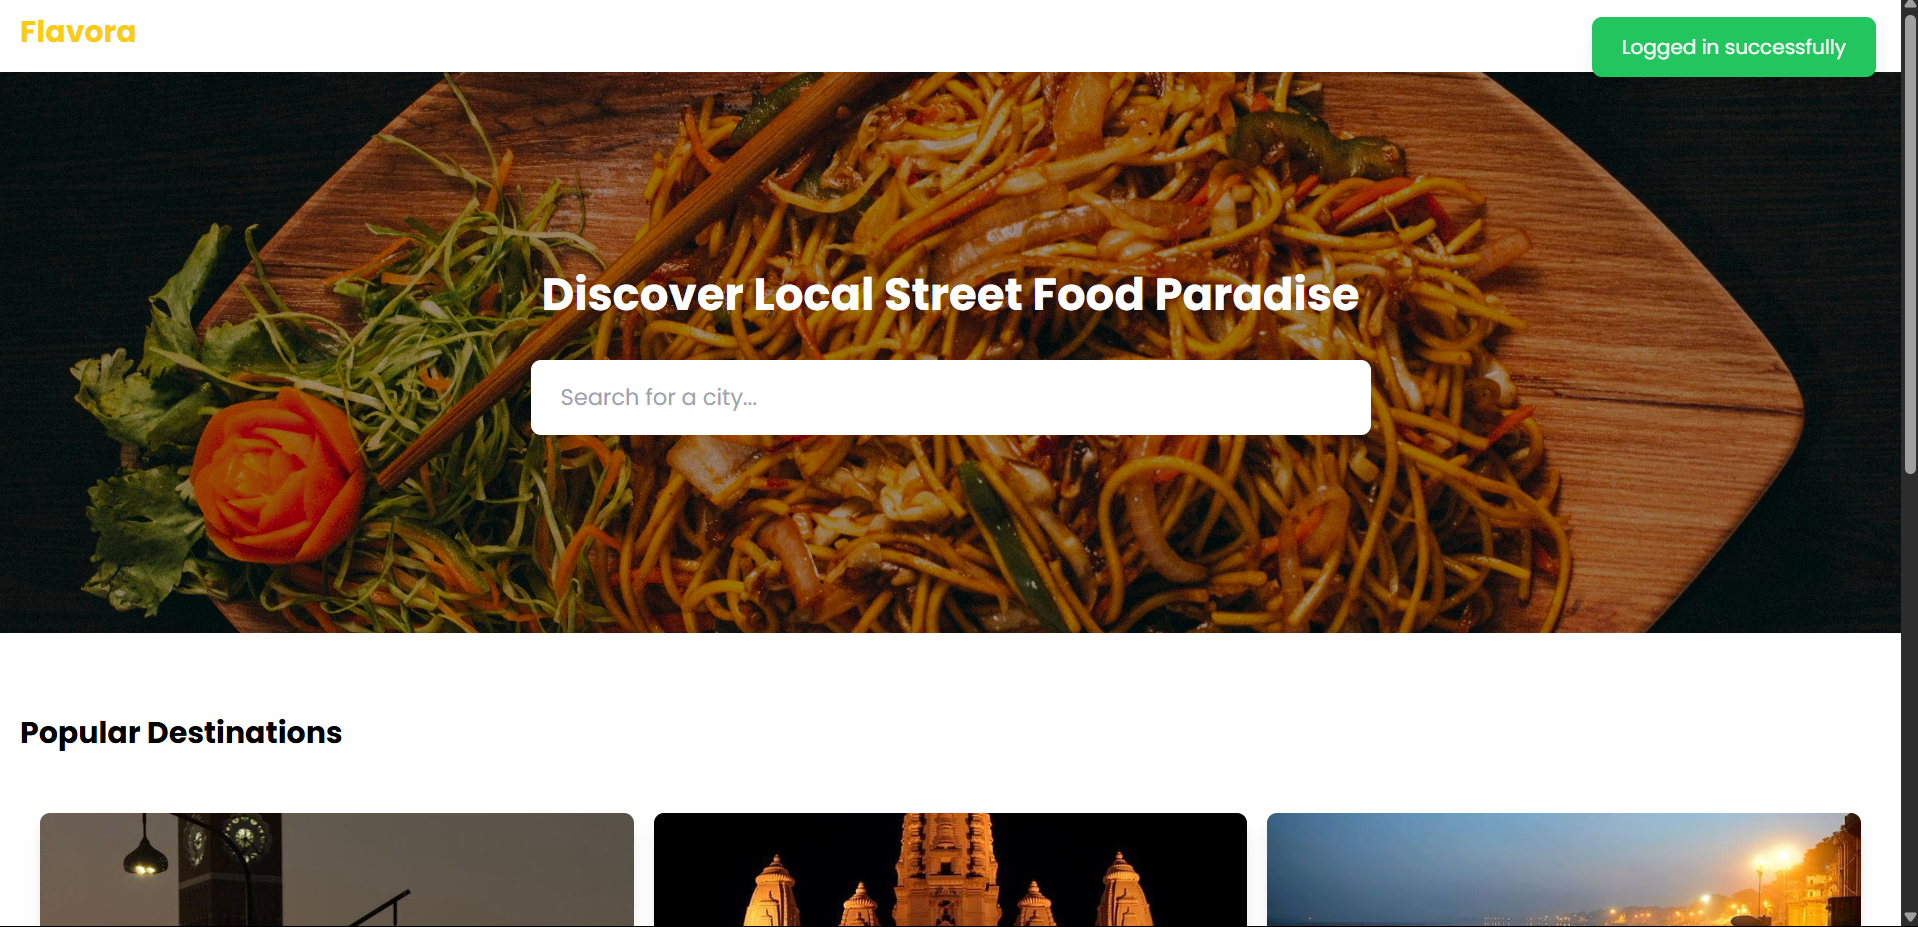 Flavora
Logged in successfully
Discover Local Street Food Paradise
Search for a city...
Popular Destinations